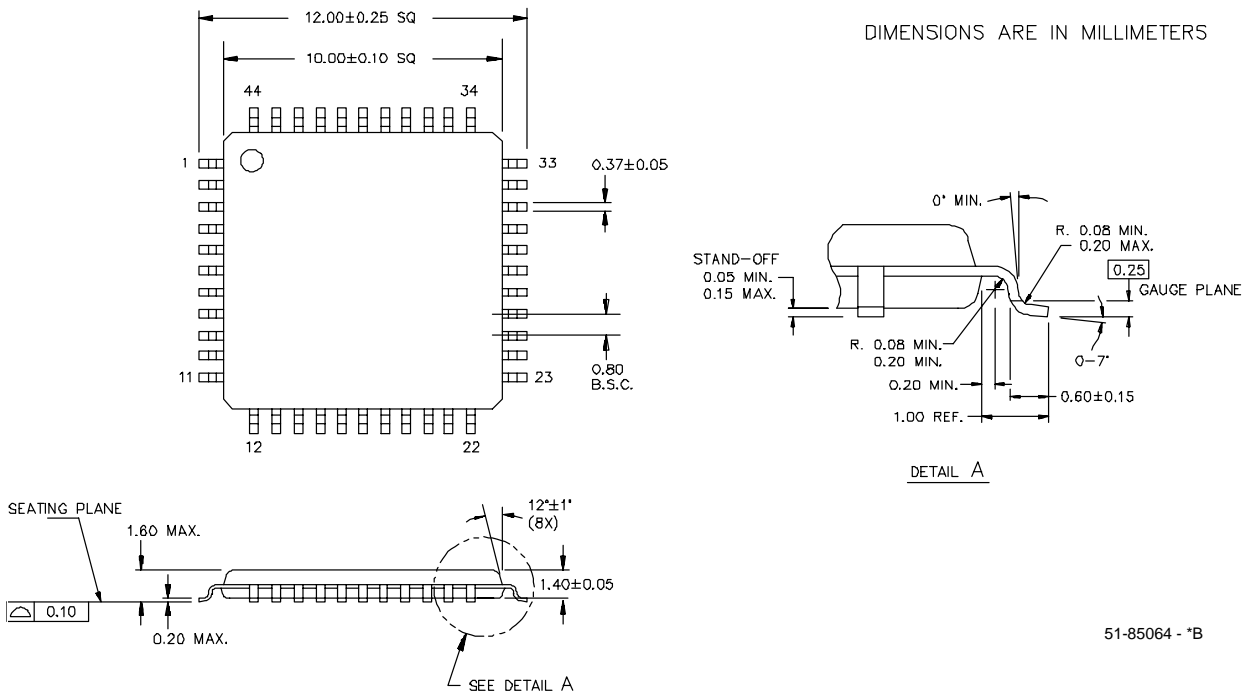 12.00±0.25 SQ
10.00±0.10 SQ
DIMENSIONS ARE IN MILLIMETERS
44
34
1
33
0.37±0.05
11
23
0.80
B.S.C.
12
22
0° MIN.
R. 0.08 MIN.
0.20 MAX.
STAND-OFF
0.05 MIN.
0.15 MAX.
0.25
GAUGE PLANE
R. 0.08 MIN.
0.20 MIN.
0-7°
0.20 MIN.
0.60±0.15
1.00 REF.
DETAIL A
SEATING PLANE
1.60 MAX.
12°±1°
(8X)
1.40±0.05
0.10
0.20 MAX.
SEE DETAIL A
51-85064 - *B